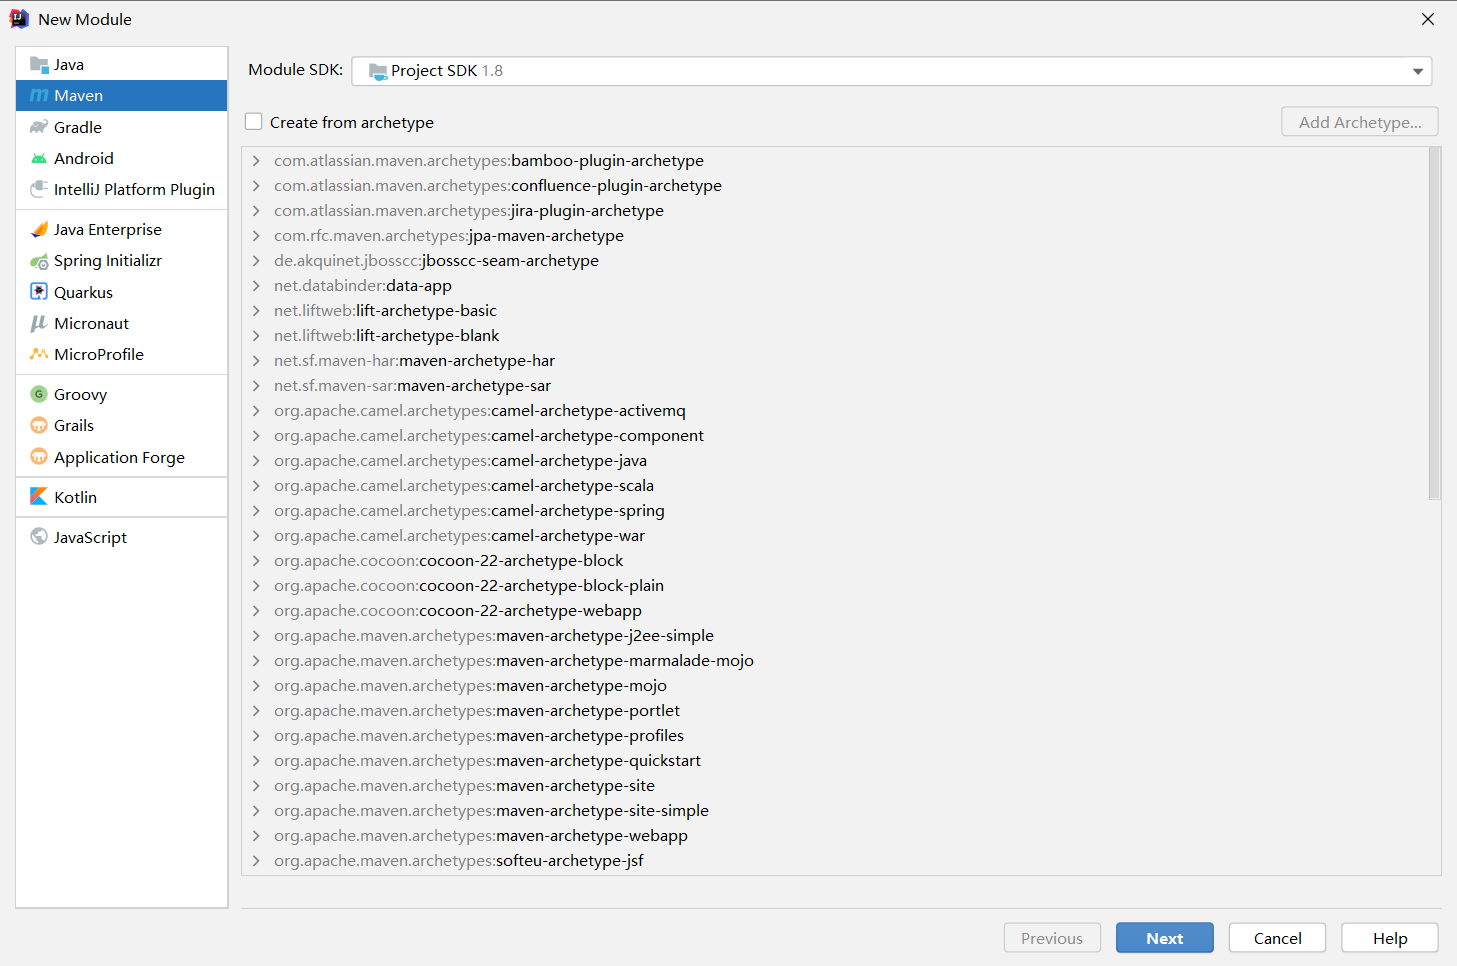 New Module
Java
Maven
Gradle
Android
IntelliJ Platform Plugin
Java Enterprise
Spring Initializr
Quarkus
Micronaut
MicroProfile
Groovy
Grails
Application Forge
Kotlin
JavaScript
Module SDK: Project SDK 1.8
Create from archetype
Add Archetype...
com.atlassian.maven.archetypes:bamboo-plugin-archetype
com.atlassian.maven.archetypes:confluence-plugin-archetype
com.atlassian.maven.archetypes:jira-plugin-archetype
com.rfc.maven.archetypes:jpa-maven-archetype
de.akquinet.jbosscc:jbosscc-seam-archetype
net.databinder:data-app
net.liftweb:lift-archetype-basic
net.liftweb:lift-archetype-blank
net.sf.maven-har:maven-archetype-har
net.sf.maven-sar:maven-archetype-sar
org.apache.camel.archetypes:camel-archetype-activemq
org.apache.camel.archetypes:camel-archetype-component
org.apache.camel.archetypes:camel-archetype-java
org.apache.camel.archetypes:camel-archetype-scala
org.apache.camel.archetypes:camel-archetype-spring
org.apache.camel.archetypes:camel-archetype-war
org.apache.cocoon:cocoon-22-archetype-block
org.apache.cocoon:cocoon-22-archetype-block-plain
org.apache.cocoon:cocoon-22-archetype-webapp
org.apache.maven.archetypes:maven-archetype-j2ee-simple
org.apache.maven.archetypes:maven-archetype-marmalade-mojo
org.apache.maven.archetypes:maven-archetype-mojo
org.apache.maven.archetypes:maven-archetype-portlet
org.apache.maven.archetypes:maven-archetype-profiles
org.apache.maven.archetypes:maven-archetype-quickstart
org.apache.maven.archetypes:maven-archetype-site
org.apache.maven.archetypes:maven-archetype-site-simple
org.apache.maven.archetypes:maven-archetype-webapp
org.apache.maven.archetypes:softeu-archetype-jsf
Previous
Next
Cancel
Help